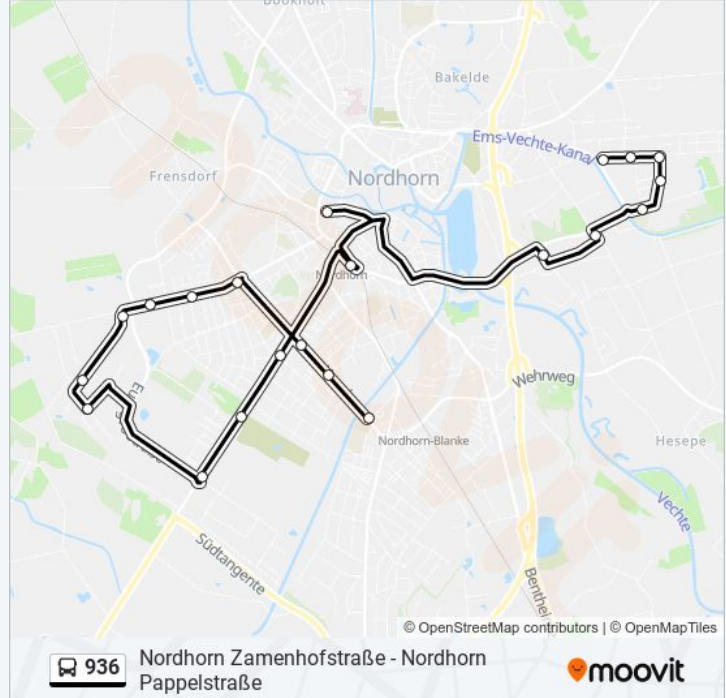 Bookholt
Bakelde
Ems-Vechte-Kanal
Frensdorf
Nordhorn
Nordhorn
Wehrweg
Nordhorn-Blanke
Hesepe
Vechte
Südtangente
© OpenStreetMap contributors | © OpenMapTiles
936
Nordhorn Zamenhofstraße - Nordhorn
Pappelstraße
moovit